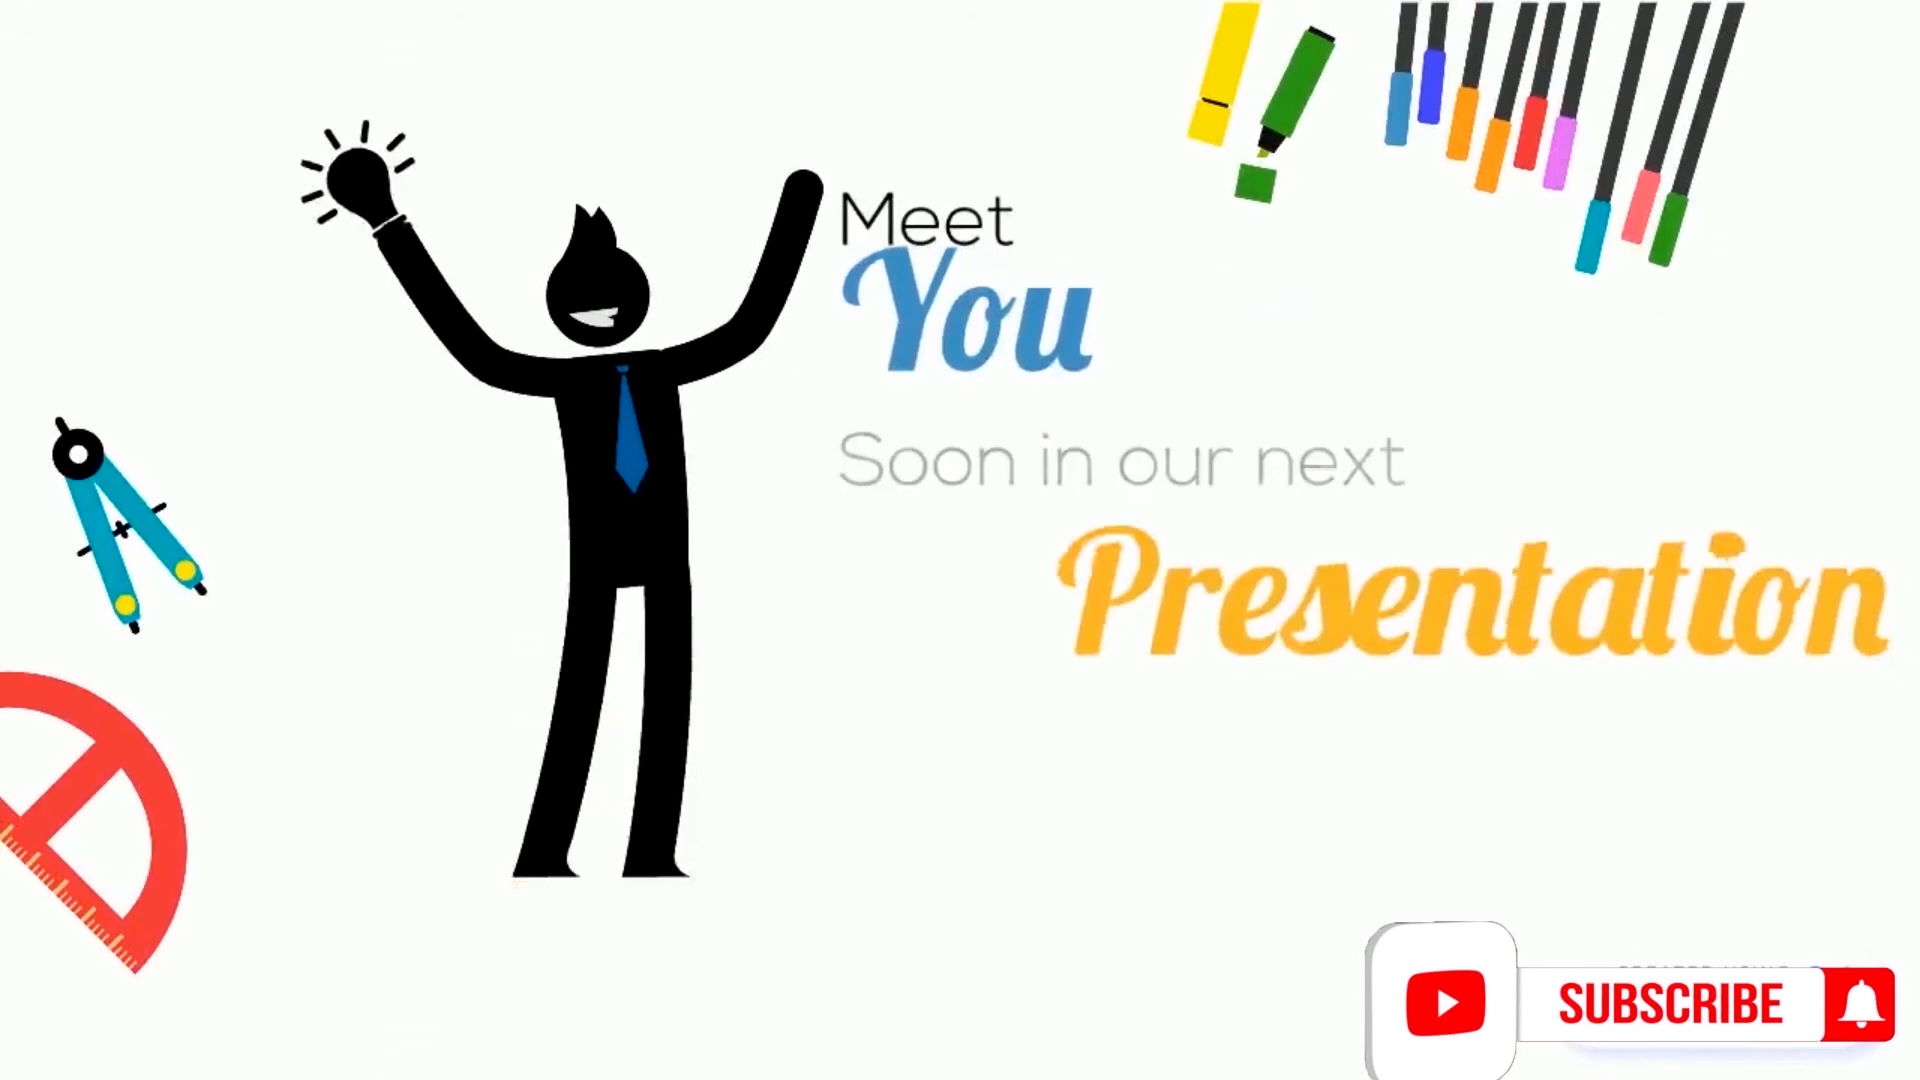 Meet
You
Soon in our next
Presentation
SUBSCRIBE